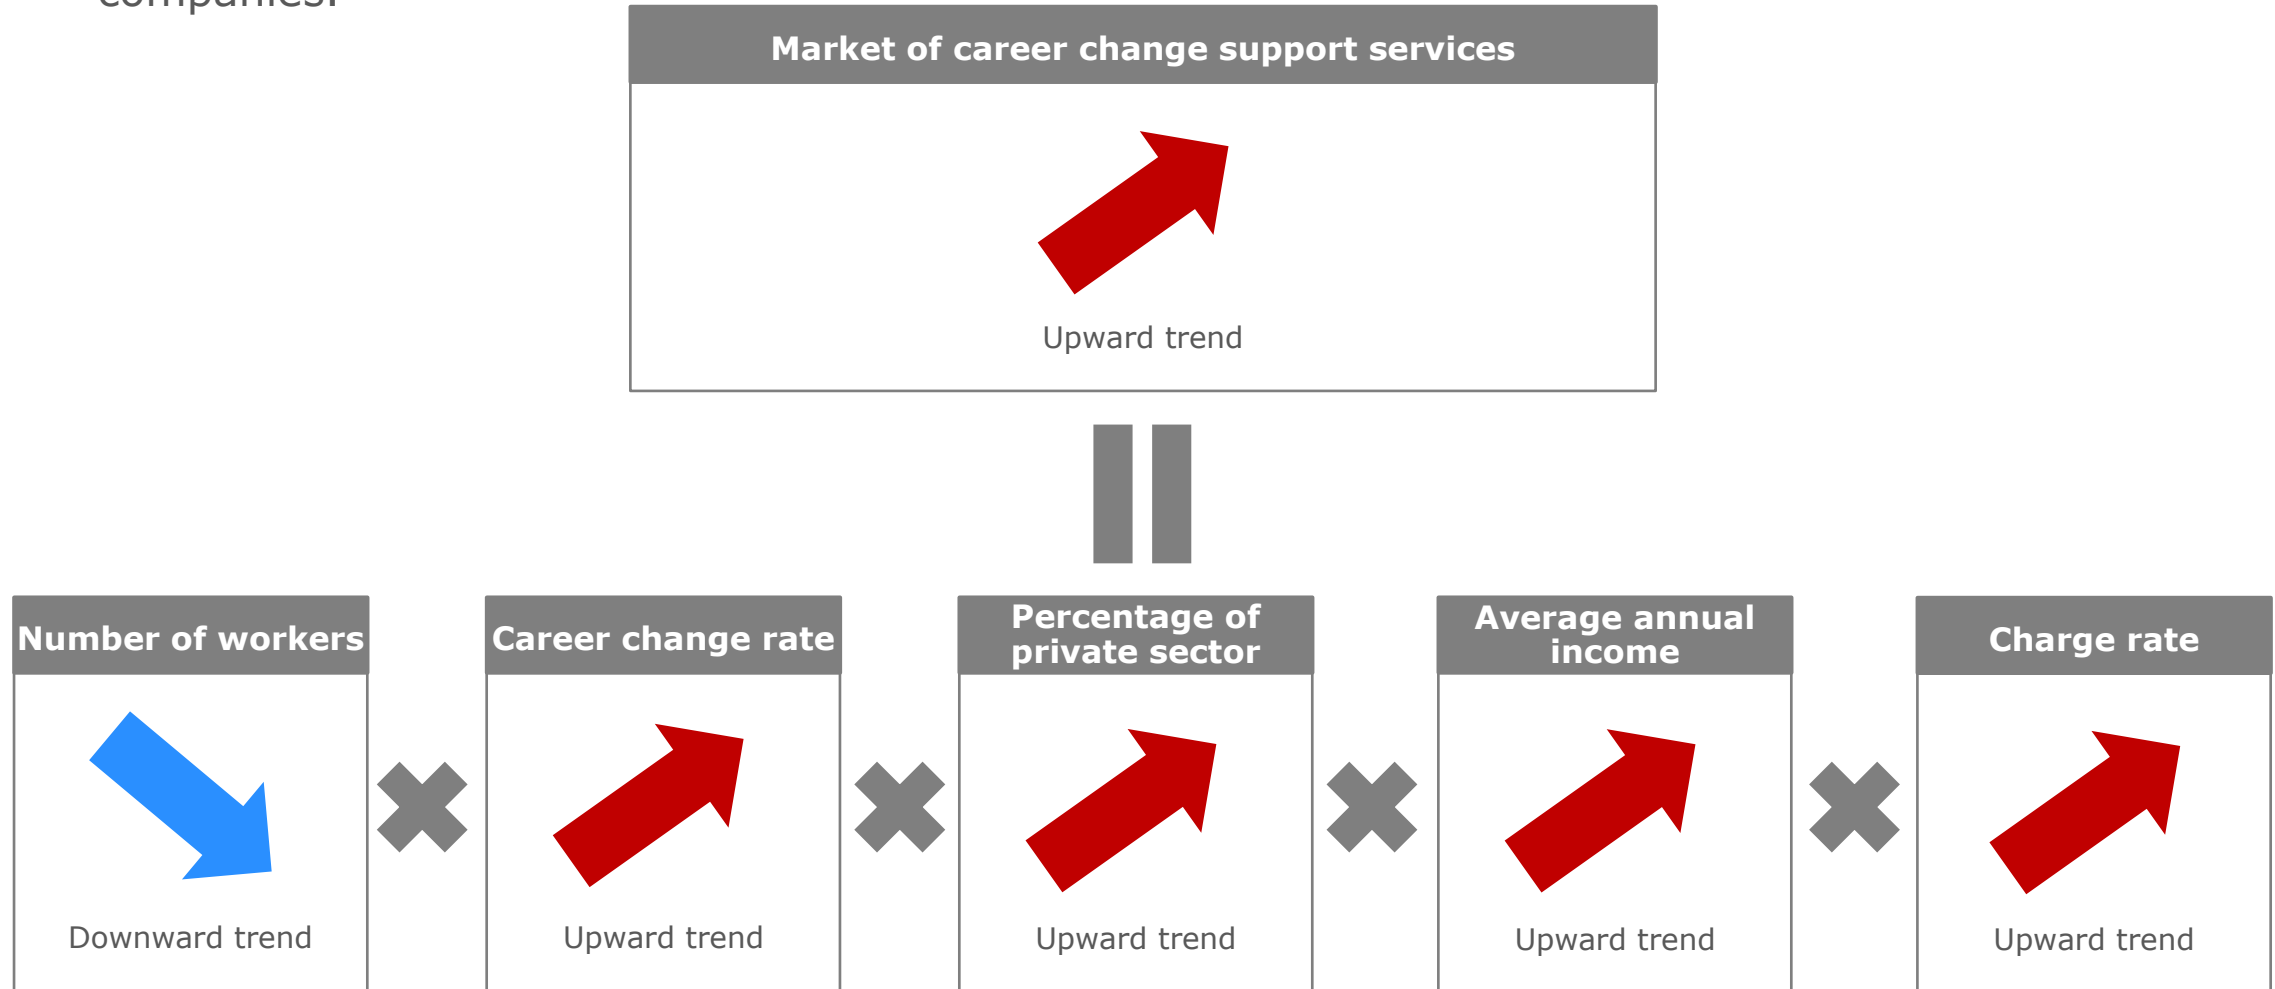 companies.
Market of career change support services
Upward trend
Number of workers
Career change rate
Percentage of
private sector
Average annual
income
Charge rate
Downward trend
Upward trend
Upward trend
Upward trend
Upward trend